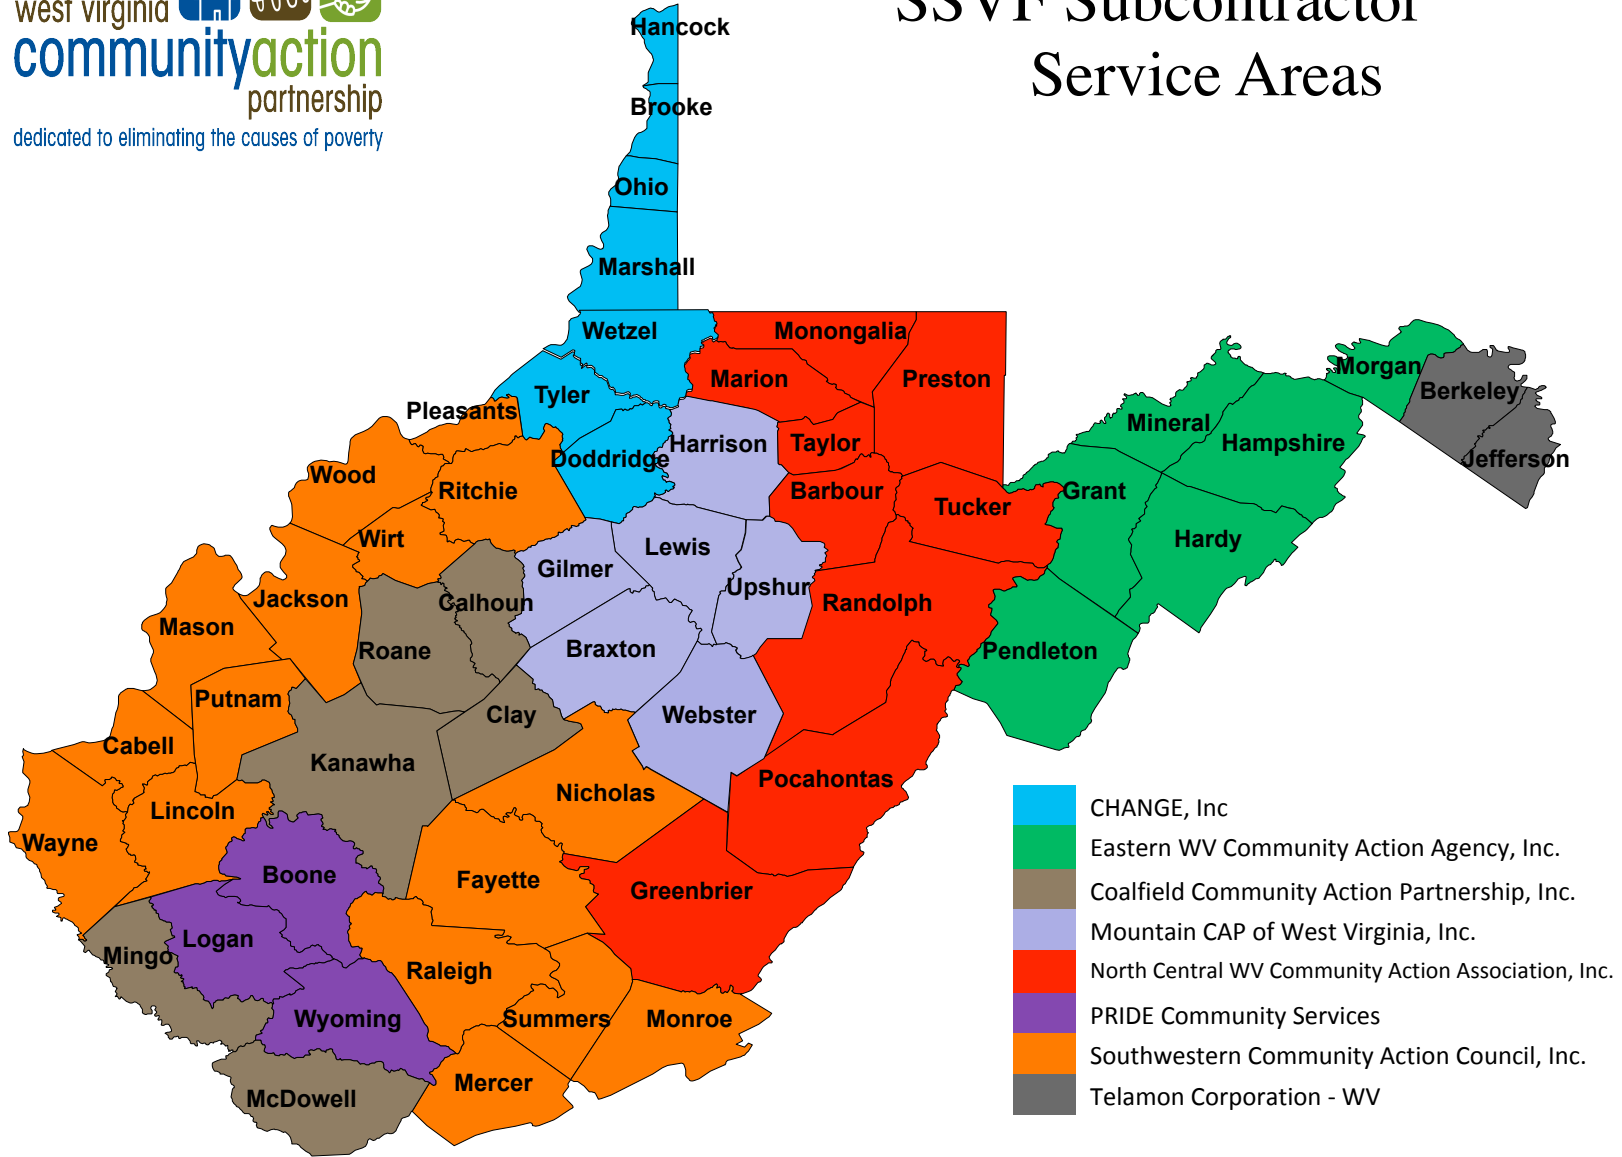 west virginia
communityaction
partnership
dedicated to eliminating the causes of poverty
SSVF Subcontractor
Service Areas
Hancock
Brooke
Ohio
Marshall
Wetzel
Monongalia
Marion
Preston
Morgan
Berkeley
Tyler
Pleasants
Mineral
Hampshire
Harrison
Taylor
Doddridge
Jefferson
Wood
Ritchie
Barbour
Grant
Tucker
Wirt
Lewis
Hardy
Gilmer
Upshur
Jackson
Calhoun
Randolph
Mason
Roane
Braxton
Pendleton
Putnam
Clay
Webster
Cabell
Kanawha
Pocahontas
Nicholas
Lincoln
Wayne
Boone
Fayette
Greenbrier
Logan
Mingo
Raleigh
Wyoming
Summers
Monroe
Mercer
McDowell
CHANGE, Inc
Eastern WV Community Action Agency, Inc.
Coalfield Community Action Partnership, Inc.
Mountain CAP of West Virginia, Inc.
North Central WV Community Action Association, Inc.
PRIDE Community Services
Southwestern Community Action Council, Inc.
Telamon Corporation - WV